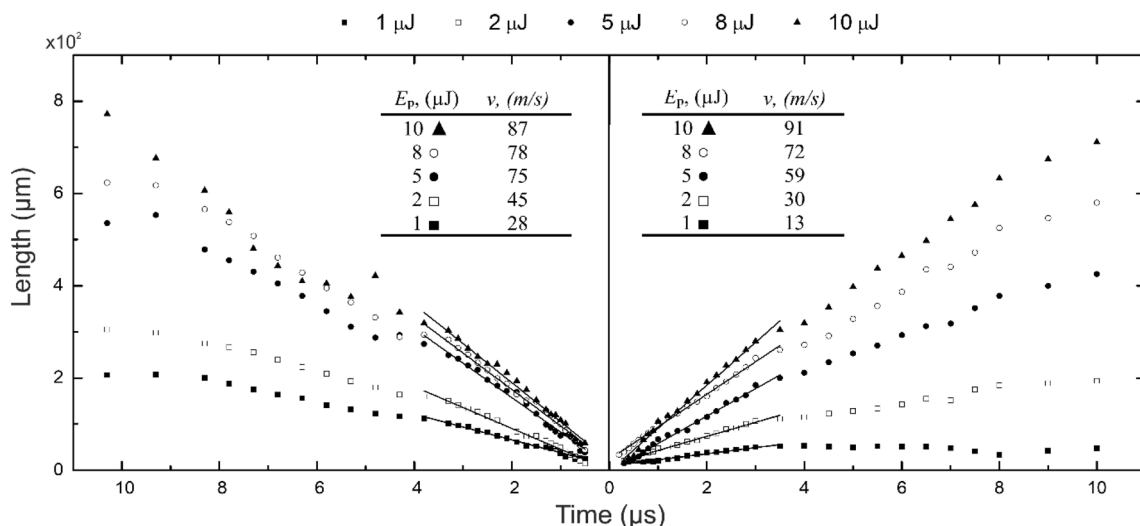 ■ 1 μJ □ 2 μJ ● 5 μJ ○ 8 μJ ▲ 10 μJ
x10²
8
6
4
2
0
Length (μm)
Eₚ, (μJ) v, (m/s)
10 ▲ 87
8 ○ 78
5 ● 75
2 □ 45
1 ■ 28
Eₚ, (μJ) v, (m/s)
10 ▲ 91
8 ○ 72
5 ● 59
2 □ 30
1 ■ 13
10 8 6 4 2 0 2 4 6 8 10
Time (μs)